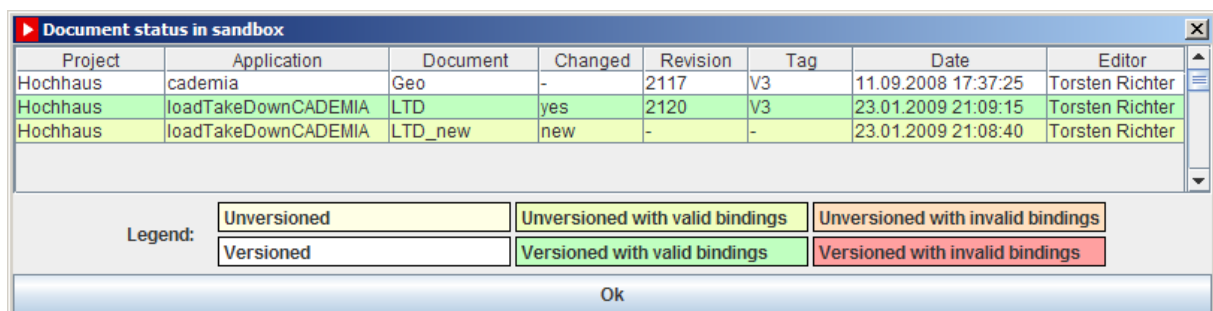 Document status in sandbox
Project Application Document Changed Revision Tag Date Editor
Hochhaus cademia Geo - 2117 V3 11.09.2008 17:37:25 Torsten Richter
Hochhaus loadTakeDownCADEMIA LTD yes 2120 V3 23.01.2009 21:09:15 Torsten Richter
Hochhaus loadTakeDownCADEMIA LTD_new new - - 23.01.2009 21:08:40 Torsten Richter
Legend:
Unversioned Unversioned with valid bindings Unversioned with invalid bindings
Versioned Versioned with valid bindings Versioned with invalid bindings
Ok